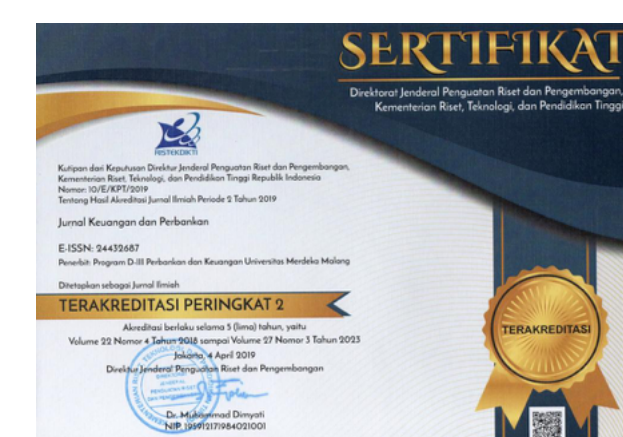 SERTIFIKAT
Direktorat Jenderal Penguatan Riset dan Pengembangan,
Kementerian Riset, Teknologi, dan Pendidikan Tinggi
RISTEKDIKTI
Kutipan dari Keputusan Direktur Jenderal Penguatan Riset dan Pengembangan,
Kementerian Riset, Teknologi, dan Pendidikan Tinggi Republik Indonesia
Nomor: 10/E/KPT/2019
Tentang Hasil Akreditasi Jurnal Ilmiah Periode 2 Tahun 2019
Jurnal Keuangan dan Perbankan
E-ISSN: 24432687
Penerbit: Program D-III Perbankan dan Keuangan Universitas Merdeka Malang
Ditetapkan sebagai Jurnal Ilmiah
TERAKREDITASI PERINGKAT 2
TERAKREDITASI
Akreditasi berlaku selama 5 (lima) tahun, yaitu
Volume 22 Nomor 4 Tahun 2018 sampai Volume 27 Nomor 3 Tahun 2023
Jakarta, 4 April 2019
Direktur Jenderal Penguatan Riset dan Pengembangan
Dr. Muhammad Dimyati
NIP. 195912171984021001